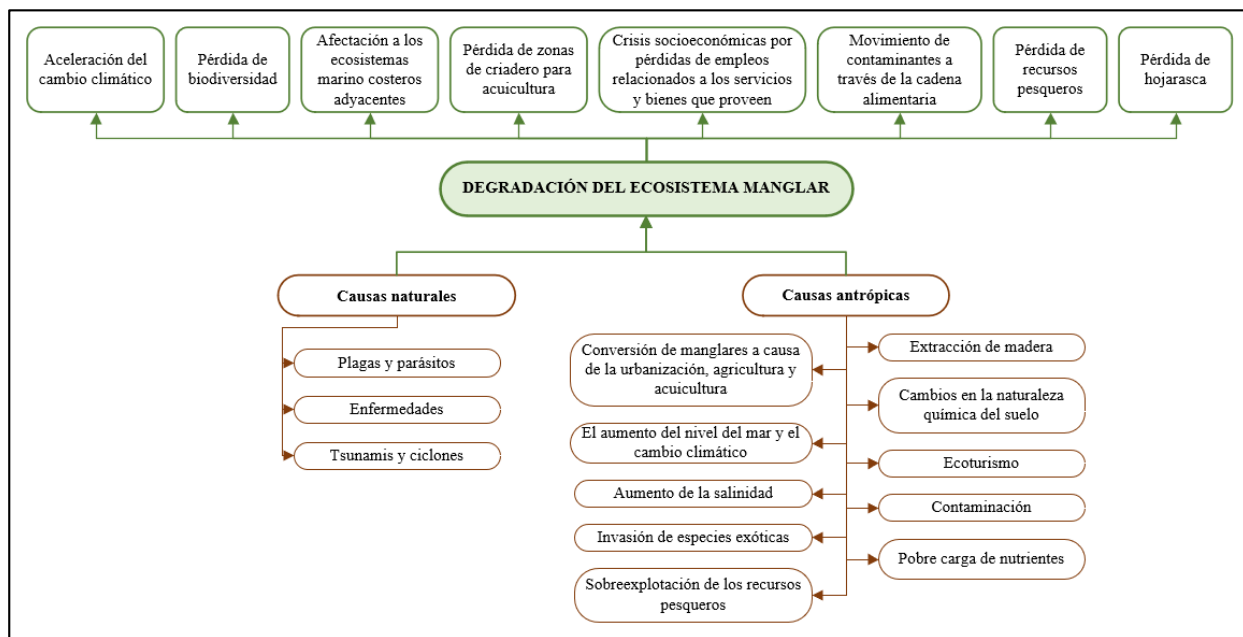 Aceleración del
cambio climático
Pérdida de
biodiversidad
Afectación a los
ecosistemas
marino costeros
adyacentes
Pérdida de zonas
de criadero para
acuicultura
Crisis socioeconómicas por
pérdidas de empleos
relacionados a los servicios
y bienes que proveen
Movimiento de
contaminantes a
través de la cadena
alimentaria
Pérdida de
recursos
pesqueros
Pérdida de
hojarasca
DEGRADACIÓN DEL ECOSISTEMA MANGLAR
Causas naturales
Plagas y parásitos
Enfermedades
Tsunamis y ciclones
Causas antrópicas
Conversión de manglares a causa
de la urbanización, agricultura y
acuicultura
El aumento del nivel del mar y el
cambio climático
Aumento de la salinidad
Invasión de especies exóticas
Sobreexplotación de los recursos
pesqueros
Extracción de madera
Cambios en la naturaleza
química del suelo
Ecoturismo
Contaminación
Pobre carga de nutrientes